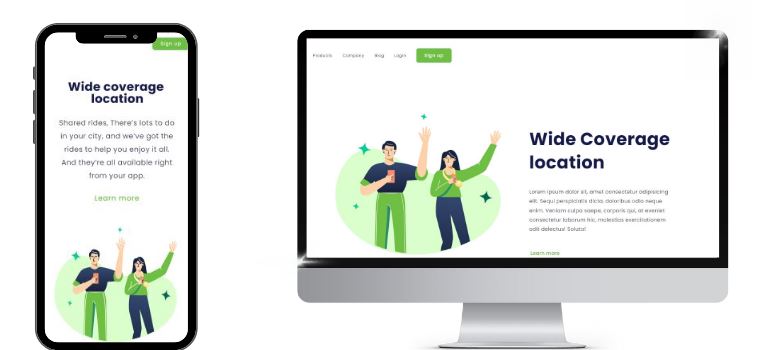 Sign up
Wide coverage
location
Shared rides, There's lots to do
in your city, and we've got the
rides to help you enjoy it all.
And they're all available right
from your app.
Learn more
Products Company Blog Login Sign up
Wide Coverage
location
Lorem ipsum dolor sit, amet consectetur adipisicing
elit. Sequi perspiciatis dicta, doloribus odio neque
enim. Veniam culpa saepe, corporis qui, at eveniet
consectetur laborum hic, molestias exercitationem
adit delectus! Soluta!
Learn more